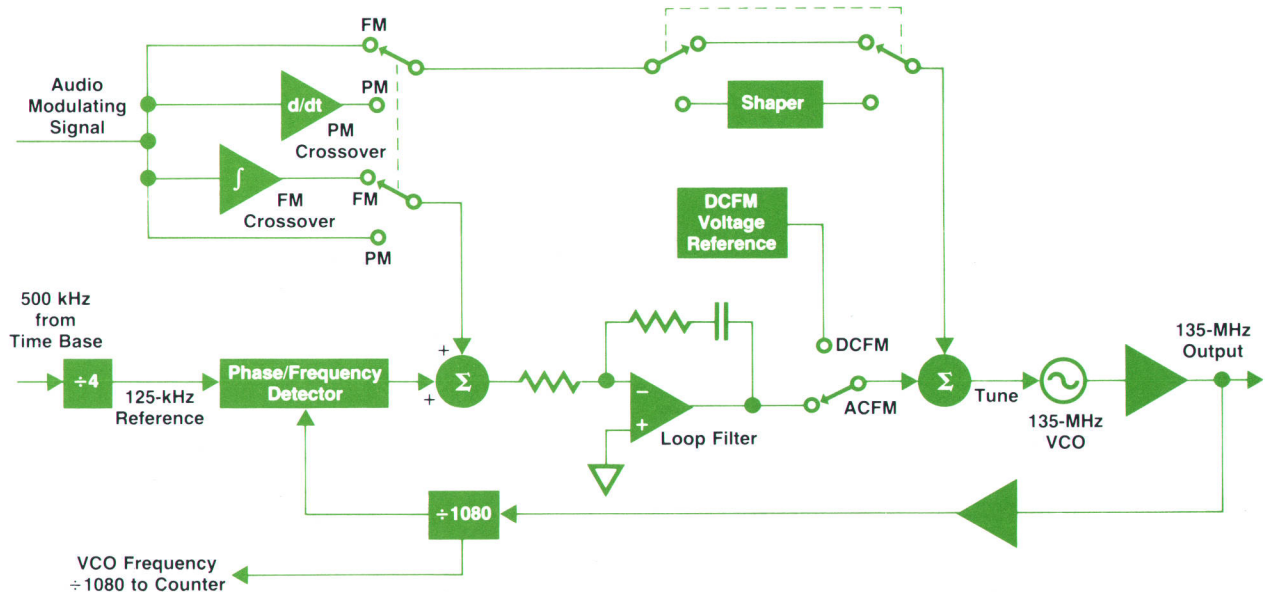 FM
Audio
Modulating
Signal
d/dt
PM
PM
Crossover
Shaper
∫
FM
FM
Crossover
PM
DCFM
Voltage
Reference
500 kHz
from
Time Base
÷4
125-kHz
Reference
Phase/Frequency
Detector
+
+
Σ
−
+
Loop Filter
DCFM
ACFM
Σ
Tune
135-MHz
VCO
135-MHz
Output
÷1080
VCO Frequency
÷1080 to Counter